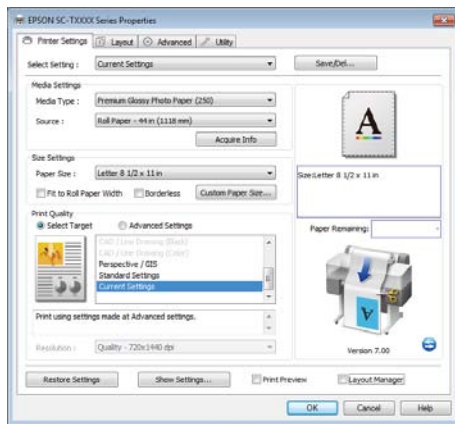 EPSON SC-TXXXX Series Properties
Printer Settings Layout Advanced Utility
Select Setting : Current Settings Save/Del...
Media Settings
Media Type : Premium Glossy Photo Paper (250)
Source : Roll Paper - 44 in (1118 mm)
Acquire Info
A
Size Settings
Paper Size : Letter 8 1/2 x 11 in
Size:Letter 8 1/2 x 11 in
Fit to Roll Paper Width Borderless Custom Paper Size...
Print Quality
Select Target Advanced Settings
Paper Remaining:
CAD / Line Drawing (Black)
CAD / Line Drawing (Color)
Perspective / GIS
Standard Settings
Current Settings
Print using settings made at Advanced settings.
A
Resolution : Quality - 720x1440 dpi
Version 7.00
Restore Settings Show Settings... Print Preview Layout Manager
OK Cancel Help